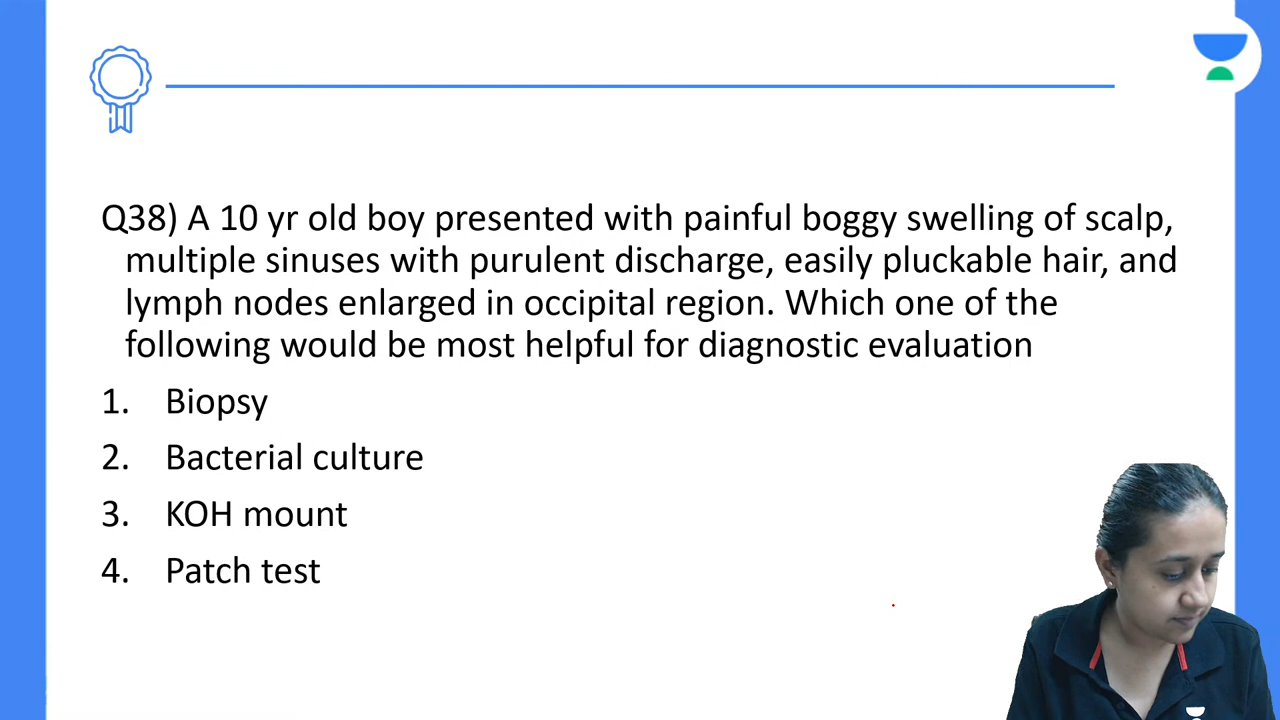 Q38) A 10 yr old boy presented with painful boggy swelling of scalp,
multiple sinuses with purulent discharge, easily pluckable hair, and
lymph nodes enlarged in occipital region. Which one of the
following would be most helpful for diagnostic evaluation
1. Biopsy
2. Bacterial culture
3. KOH mount
4. Patch test